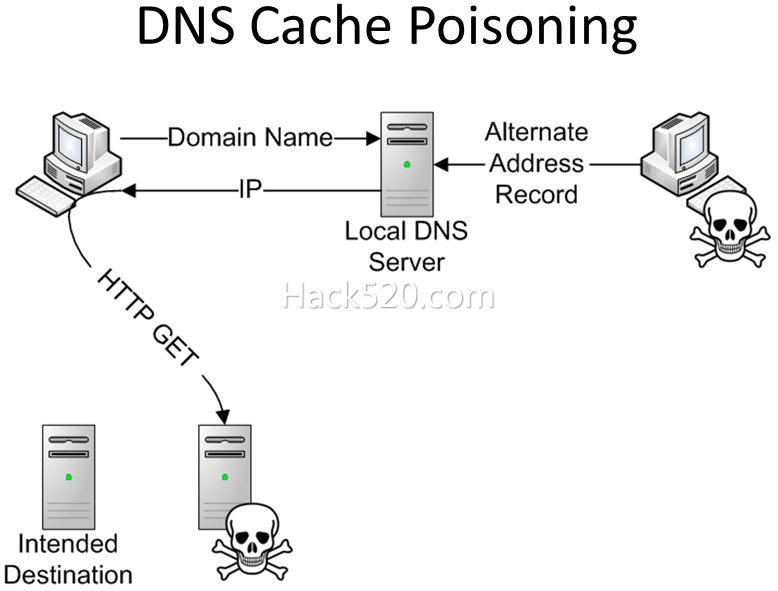 DNS Cache Poisoning
Domain Name
IP
Alternate
Address
Record
Local DNS
Server
Hack520.com
HTTP GET
Intended
Destination